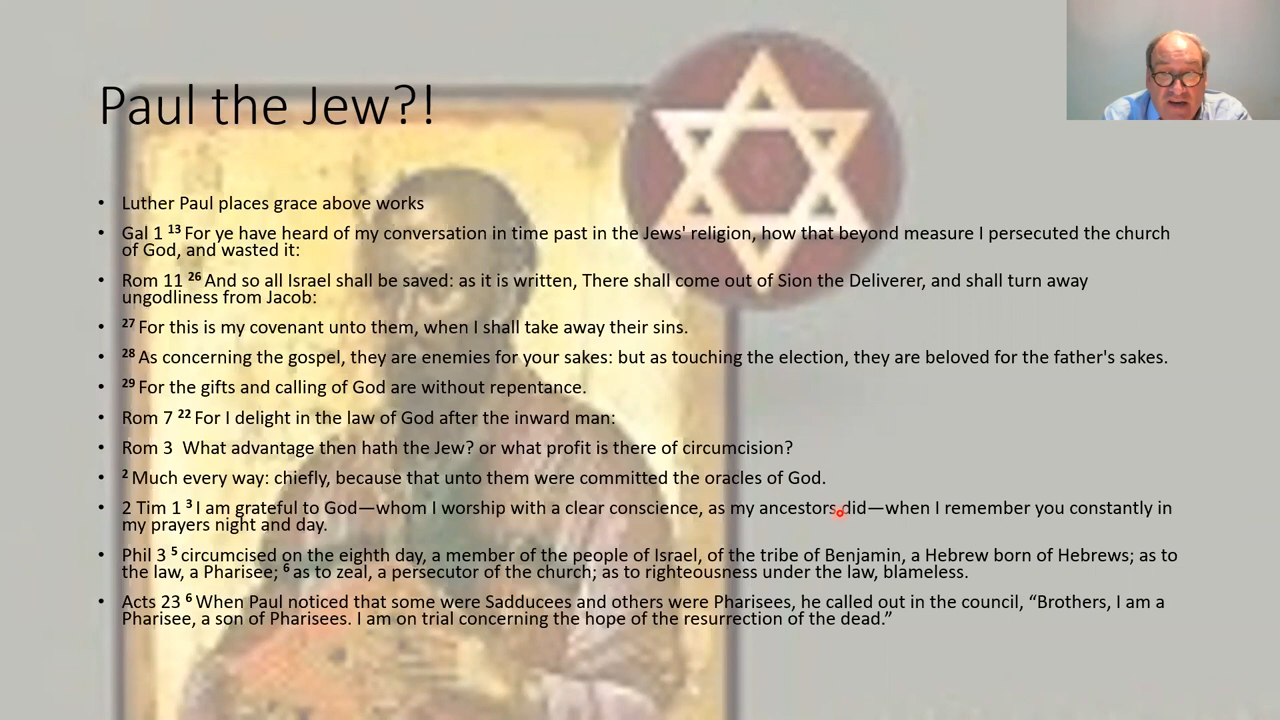 Paul the Jew?!
• Luther Paul places grace above works
• Gal 1 ¹³ For ye have heard of my conversation in time past in the Jews' religion, how that beyond measure I persecuted the church
of God, and wasted it:
• Rom 11 ²⁶ And so all Israel shall be saved: as it is written, There shall come out of Sion the Deliverer, and shall turn away
ungodliness from Jacob:
• ²⁷ For this is my covenant unto them, when I shall take away their sins.
• ²⁸ As concerning the gospel, they are enemies for your sakes: but as touching the election, they are beloved for the father's sakes.
• ²⁹ For the gifts and calling of God are without repentance.
• Rom 7 ²² For I delight in the law of God after the inward man:
• Rom 3  What advantage then hath the Jew? or what profit is there of circumcision?
• ² Much every way: chiefly, because that unto them were committed the oracles of God.
• 2 Tim 1 ³ I am grateful to God—whom I worship with a clear conscience, as my ancestors did—when I remember you constantly in
my prayers night and day.
• Phil 3 ⁵ circumcised on the eighth day, a member of the people of Israel, of the tribe of Benjamin, a Hebrew born of Hebrews; as to
the law, a Pharisee; ⁶ as to zeal, a persecutor of the church; as to righteousness under the law, blameless.
• Acts 23 ⁶ When Paul noticed that some were Sadducees and others were Pharisees, he called out in the council, “Brothers, I am a
Pharisee, a son of Pharisees. I am on trial concerning the hope of the resurrection of the dead.”